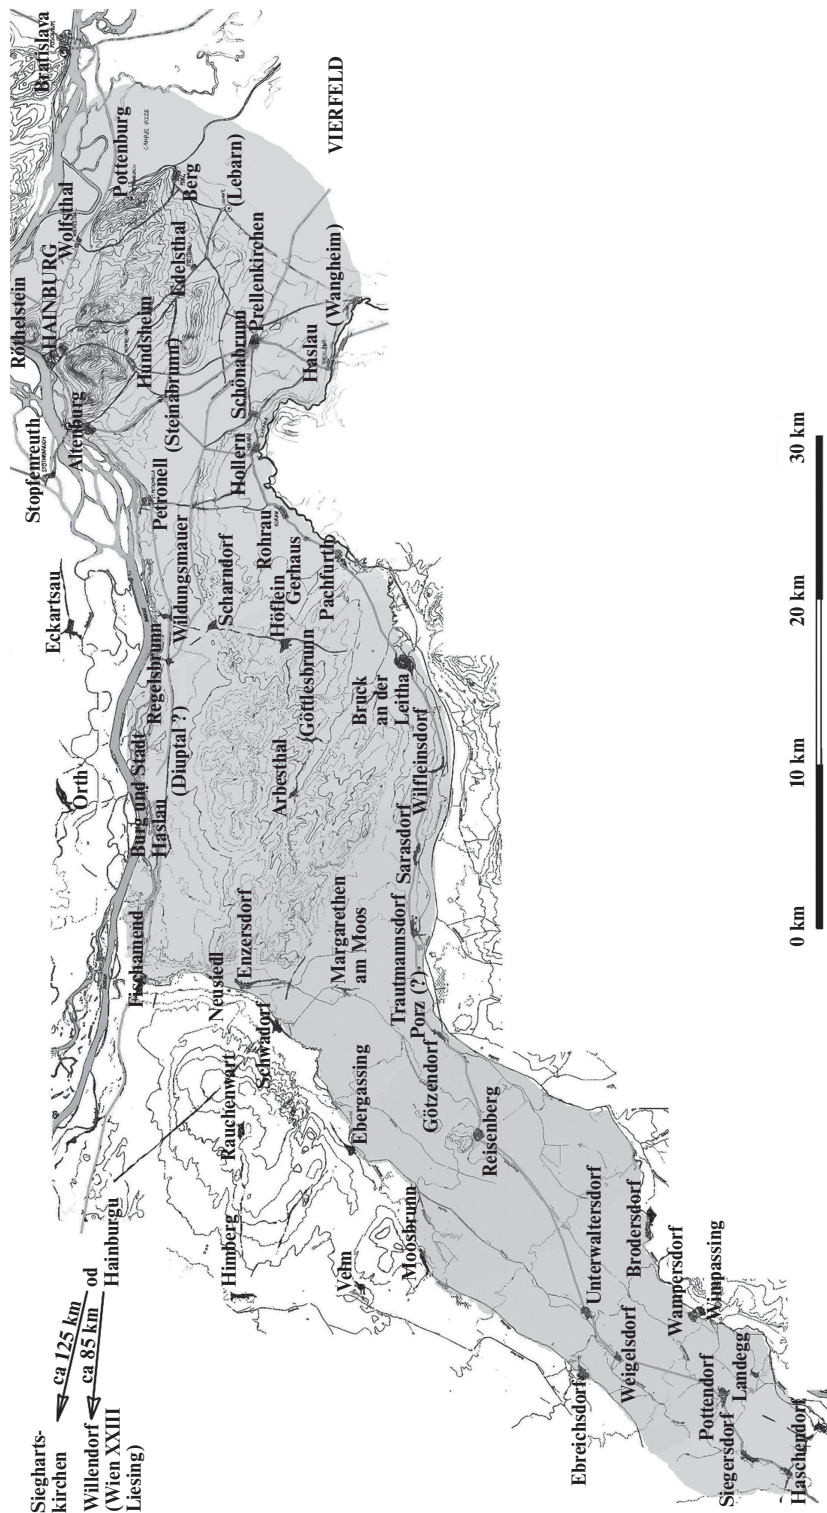 Siegharts-
kirchen
ca 125 km
Willendorf
(Wien XXIII
Liesing)
ca 85 km
od
Hainburgu
Fischamend
Orth
Burg und Stadt
Haslau
(Diuptal ?)
Eckartsau
Regelsbrunn
Wildungsmauer
Stopfenreuth
Petronell
Altenburg
Röthelstein
HAINBURG
Hundsheim
(Steinabrunn)
Wolfsthal
Pottenburg
CAMPUS
Bratislava
Edelsthal
Berg
(Lebarn)
VIERFELD
Himberg
Rauchenwart
Neusiedl
Enzersdorf
Schwadorf
Scharndorf
Höflein
Rohrau
Gerhaus
Hollern
Schönabrunn
Prellenkirchen
Haslau
(Wangheim)
Velm
Moosbrunn
Ebergassing
Margarethen
am Moos
Arbesthal
Göttlesbrunn
Pachfurth
Götzendorf
Trautmannsdorf
Porz (?)
Sarasdorf
Wilfleinsdorf
Bruck
an der
Leitha
Reisenberg
Ebreichsdorf
Weigelsdorf
Unterwaltersdorf
Brodersdorf
Wampersdorf
Wimpassing
Siegersdorf
Pottendorf
Landegg
Haschendorf
0 km
10 km
20 km
30 km